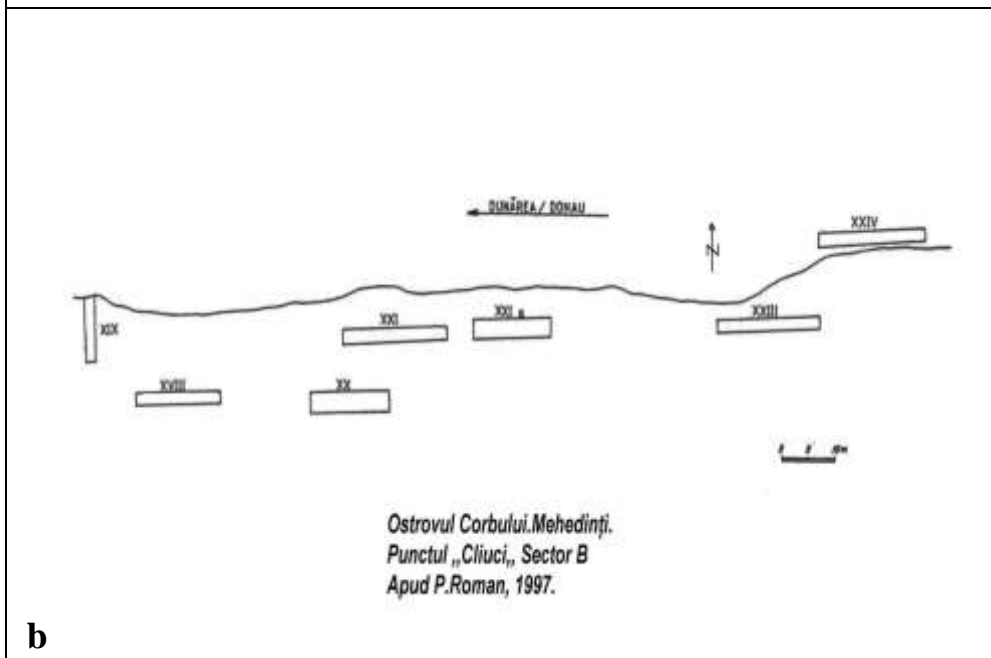 DUNĂREA / DONAU
N
XXIV
XIX
XXI
XXI B
XXIII
XVIII
XX
Ostrovul Corbului.Mehedinți.
Punctul „Cliuci„ Sector B
Apud P.Roman, 1997.
b